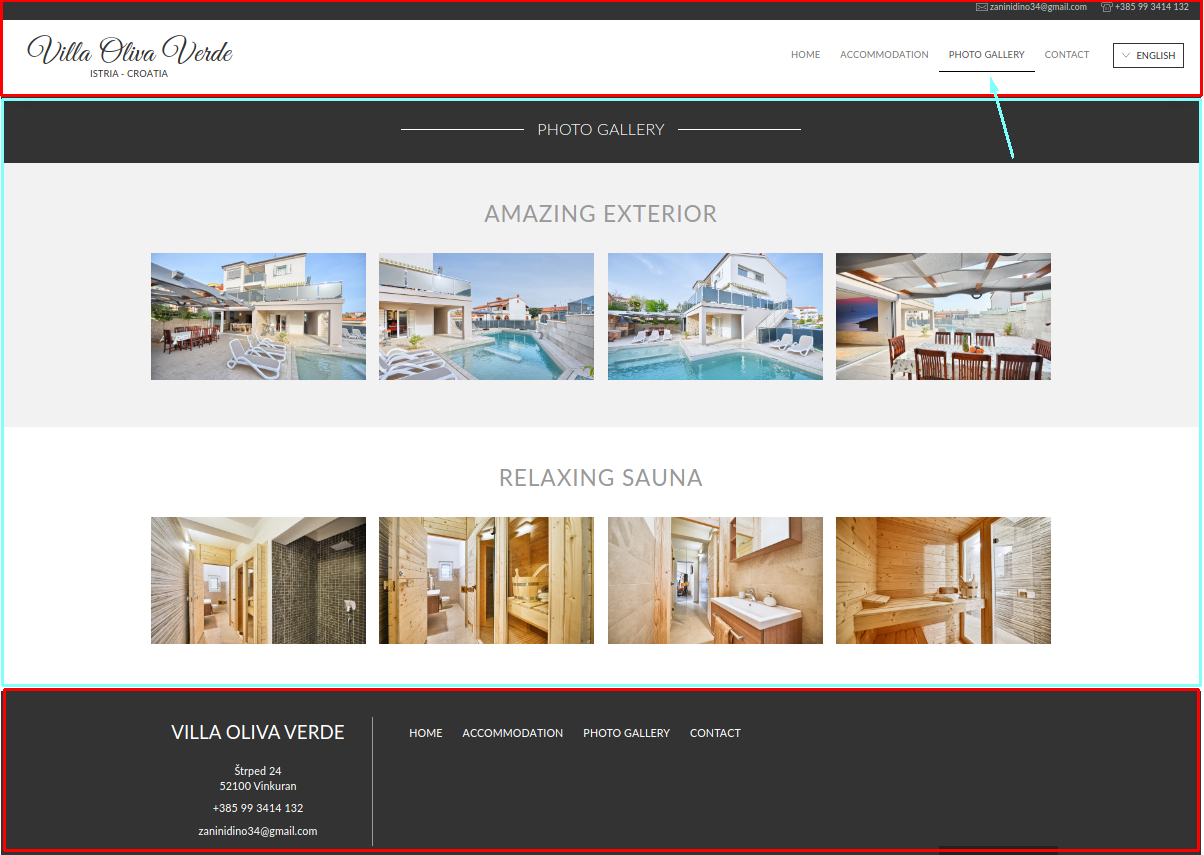 zaninidino34@gmail.com +385 99 3414 132
Villa Oliva Verde
ISTRIA - CROATIA
HOME ACCOMMODATION PHOTO GALLERY CONTACT ENGLISH
PHOTO GALLERY
AMAZING EXTERIOR
RELAXING SAUNA
VILLA OLIVA VERDE
Štrped 24
52100 Vinkuran
+385 99 3414 132
zaninidino34@gmail.com
HOME ACCOMMODATION PHOTO GALLERY CONTACT